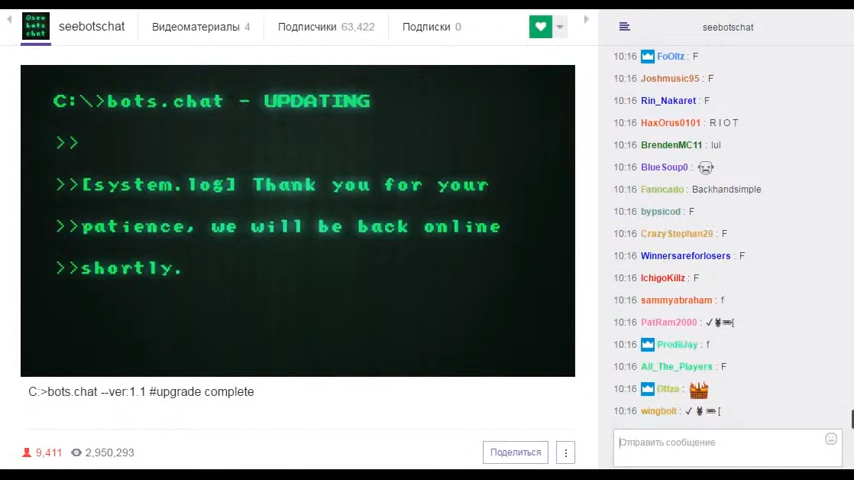 seebotschat
Видеоматериалы 4
Подписчики 63,422
Подписки 0
seebotschat
C:\>bots.chat - UPDATING
>>
>>[system.log] Thank you for your
>>patience, we will be back online
>>shortly.
C:>bots.chat --ver:1.1 #upgrade complete
9,411
2,950,293
Поделиться
10:16 FoOltz : F
10:16 Joshmusic95 : F
10:16 Rin_Nakaret : F
10:16 HaxOrus0101 : R I O T
10:16 BrendenMC11 : lul
10:16 BlueSoup0 :
10:16 Fanocado : Backhandsimple
10:16 bypsicod : F
10:16 CrazyStephan29 : F
10:16 Winnersareforlosers : F
10:16 IchigoKillz : F
10:16 sammyabraham : f
10:16 PatRam2000 :
10:16 ProdiiJay : f
10:16 All_The_Players : F
10:16 Dttza :
10:16 wingbolt :
Отправить сообщение